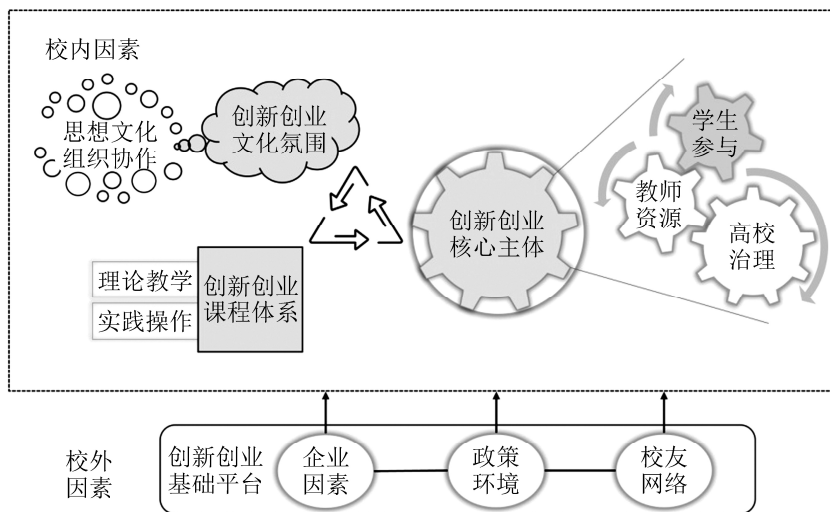 校内因素
思想文化
组织协作
创新创业
文化氛围
理论教学
实践操作
创新创业
课程体系
创新创业
核心主体
学生
参与
教师
资源
高校
治理
校外
因素
创新创业
基础平台
企业
因素
政策
环境
校友
网络